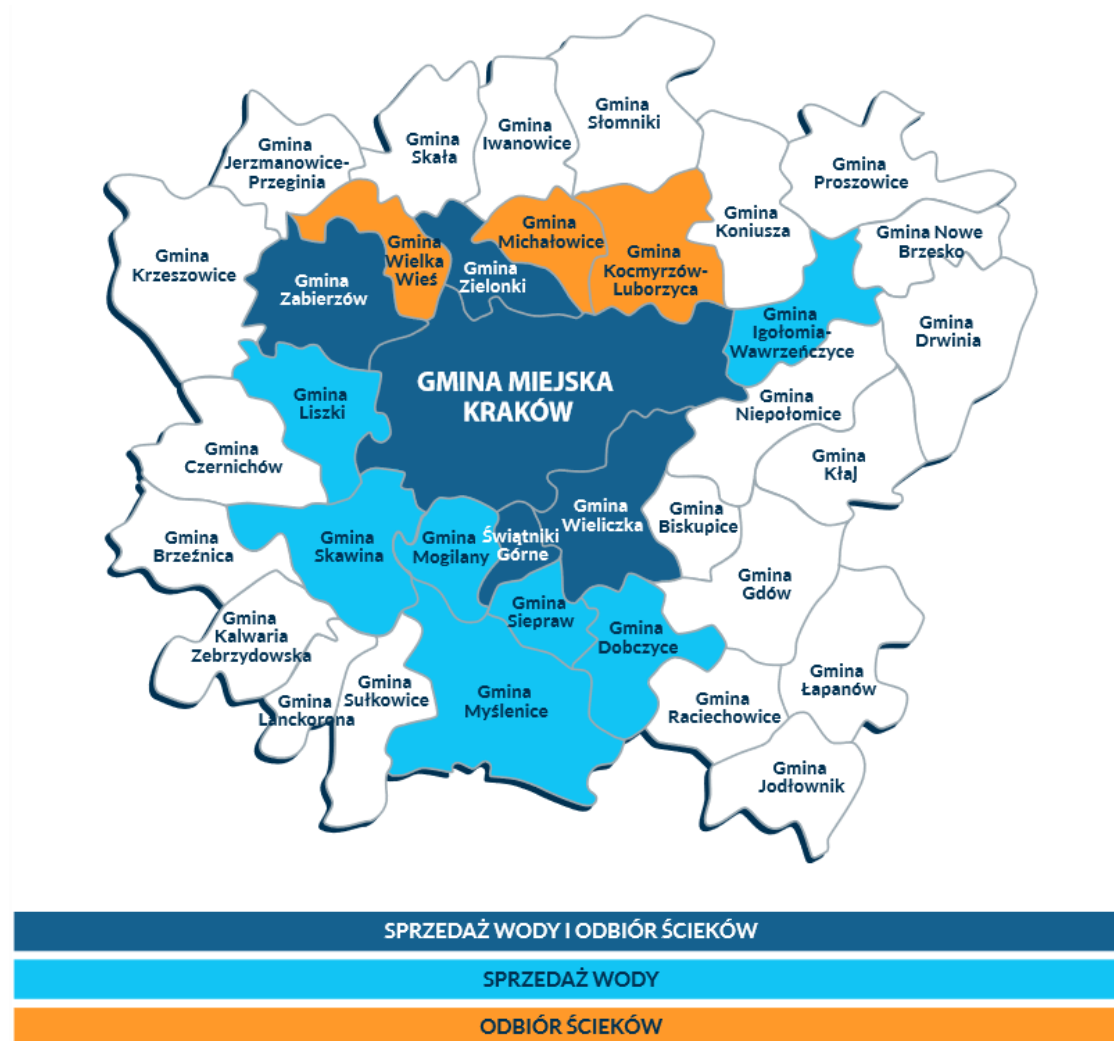 Gmina
Słomniki
Gmina
Iwanowice
Gmina
Skała
Gmina
Jerzmanowice-
Przeginia
Gmina
Proszowice
Gmina
Koniusza
Gmina Nowe
Brzesko
Gmina
Krzeszowice
Gmina
Wielka
Wieś
Gmina
Michałowice
Gmina
Kocmyrzów-
Luborzyca
Gmina
Zabierzów
Gmina
Zielonki
Gmina
Igołomia-
Wawrzeńczyce
Gmina
Drwinia
GMINA MIEJSKA
KRAKÓW
Gmina
Liszki
Gmina
Niepołomice
Gmina
Czernichów
Gmina
Kłaj
Gmina
Wieliczka
Gmina
Biskupice
Gmina
Brzeźnica
Gmina
Skawina
Gmina
Mogilany
Świątniki
Górne
Gmina
Gdów
Gmina
Siepraw
Gmina
Dobczyce
Gmina
Kalwaria
Zebrzydowska
Gmina
Łapanów
Gmina
Lanckorona
Gmina
Sułkowice
Gmina
Myślenice
Gmina
Raciechowice
Gmina
Jodłownik
SPRZEDAŻ WODY I ODBIÓR ŚCIEKÓW
SPRZEDAŻ WODY
ODBIÓR ŚCIEKÓW